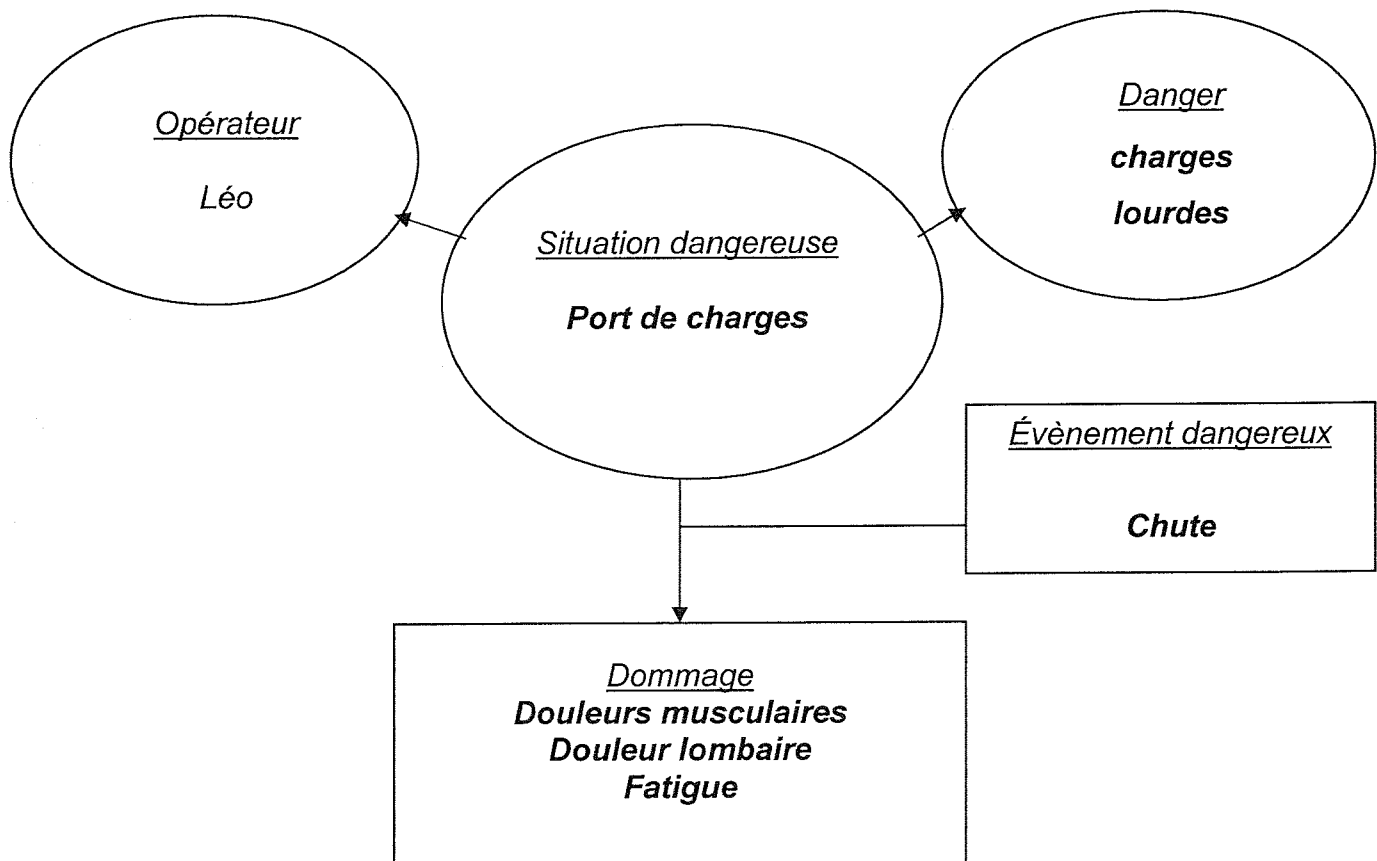 Opérateur
Léo
Danger
charges
lourdes
Situation dangereuse
Port de charges
Évènement dangereux
Chute
Dommage
Douleurs musculaires
Douleur lombaire
Fatigue